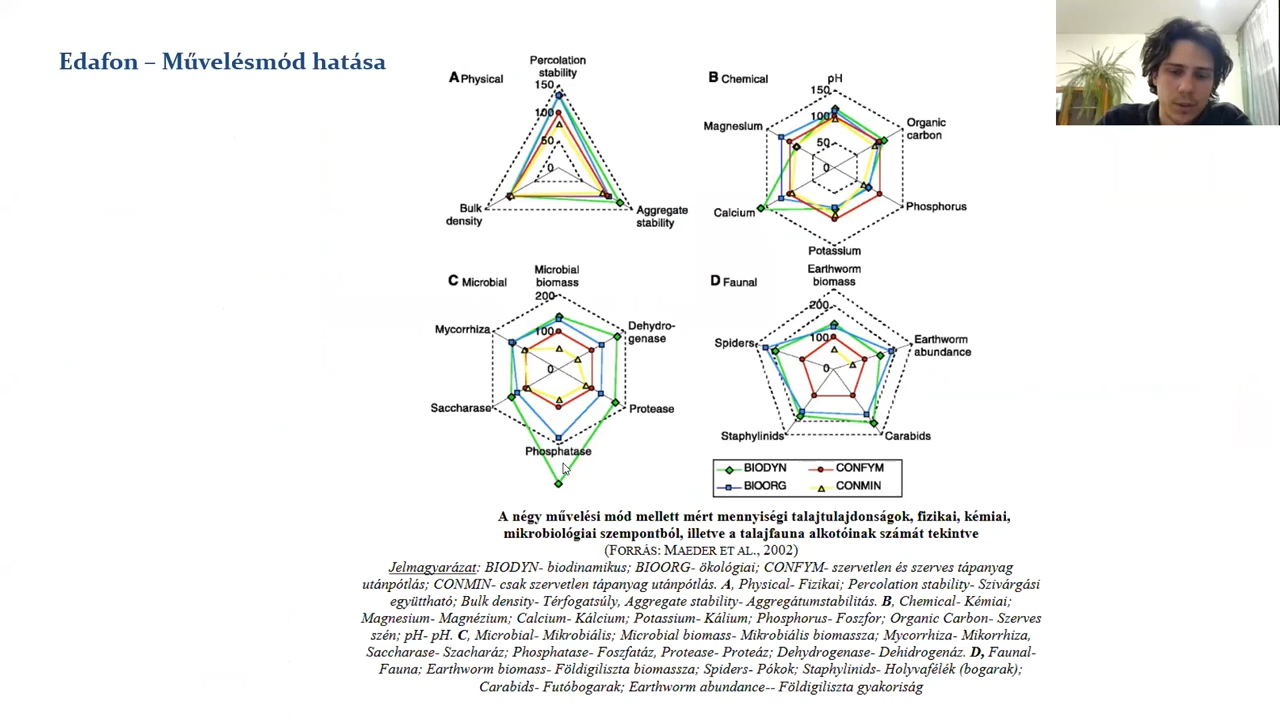 Edafon – Művelésmód hatása
A Physical
Percolation
stability
150
100
50
0
Bulk
density
Aggregate
stability
B Chemical
pH
150
100
50
0
Magnesium
Organic
carbon
Calcium
Phosphorus
Potassium
C Microbial
Microbial
biomass
200
100
0
Mycorrhiza
Dehydro-
genase
Saccharase
Protease
Phosphatase
D Faunal
Earthworm
biomass
200
100
0
Spiders
Earthworm
abundance
Staphylinids
Carabids
BIODYN CONFYM
BIOORG CONMIN
A négy művelési mód mellett mért mennyiségi talajtulajdonságok, fizikai, kémiai,
mikrobiológiai szempontból, illetve a talajfauna alkotóinak számát tekintve
(FORRÁS: MAEDER ET AL., 2002)
Jelmagyarázat: BIODYN- biodinamikus; BIOORG- ökológiai; CONFYM- szervetlen és szerves tápanyag
utánpótlás; CONMIN- csak szervetlen tápanyag utánpótlás. A, Physical- Fizikai; Percolation stability- Szivárgási
együttható; Bulk density- Térfogatsúly, Aggregate stability- Aggregátumstabilitás. B, Chemical- Kémiai;
Magnesium- Magnézium; Calcium- Kálcium; Potassium- Kálium; Phosphorus- Foszfor; Organic Carbon- Szerves
szén; pH- pH. C, Microbial- Mikrobiális; Microbial biomass- Mikrobiális biomassza; Mycorrhiza- Mikorrhiza,
Saccharase- Szacharáz; Phosphatase- Foszfatáz, Protease- Proteáz; Dehydrogenase- Dehidrogenáz. D, Faunal-
Fauna; Earthworm biomass- Földigiliszta biomassza; Spiders- Pókok; Staphylinids- Holyvafélék (bogarak);
Carabids- Futóbogarak; Earthworm abundance-- Földigiliszta gyakoriság